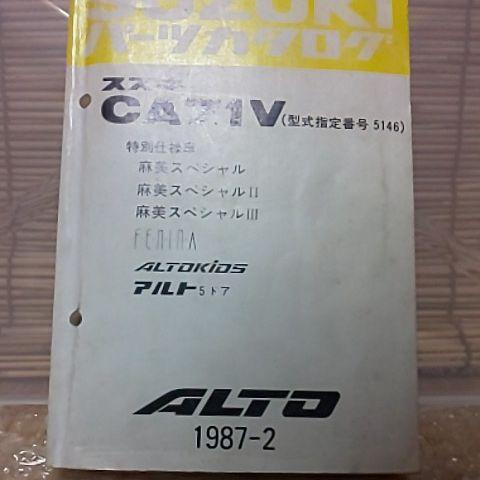 SUZUKI
パーツカタログ
スズキ
CA71V(型式指定番号 5146)
特別仕様車
麻美スペシャル
麻美スペシャルII
麻美スペシャルIII
FEMINA
ALTOKIDS
アルト5ドア
ALTO
1987-2